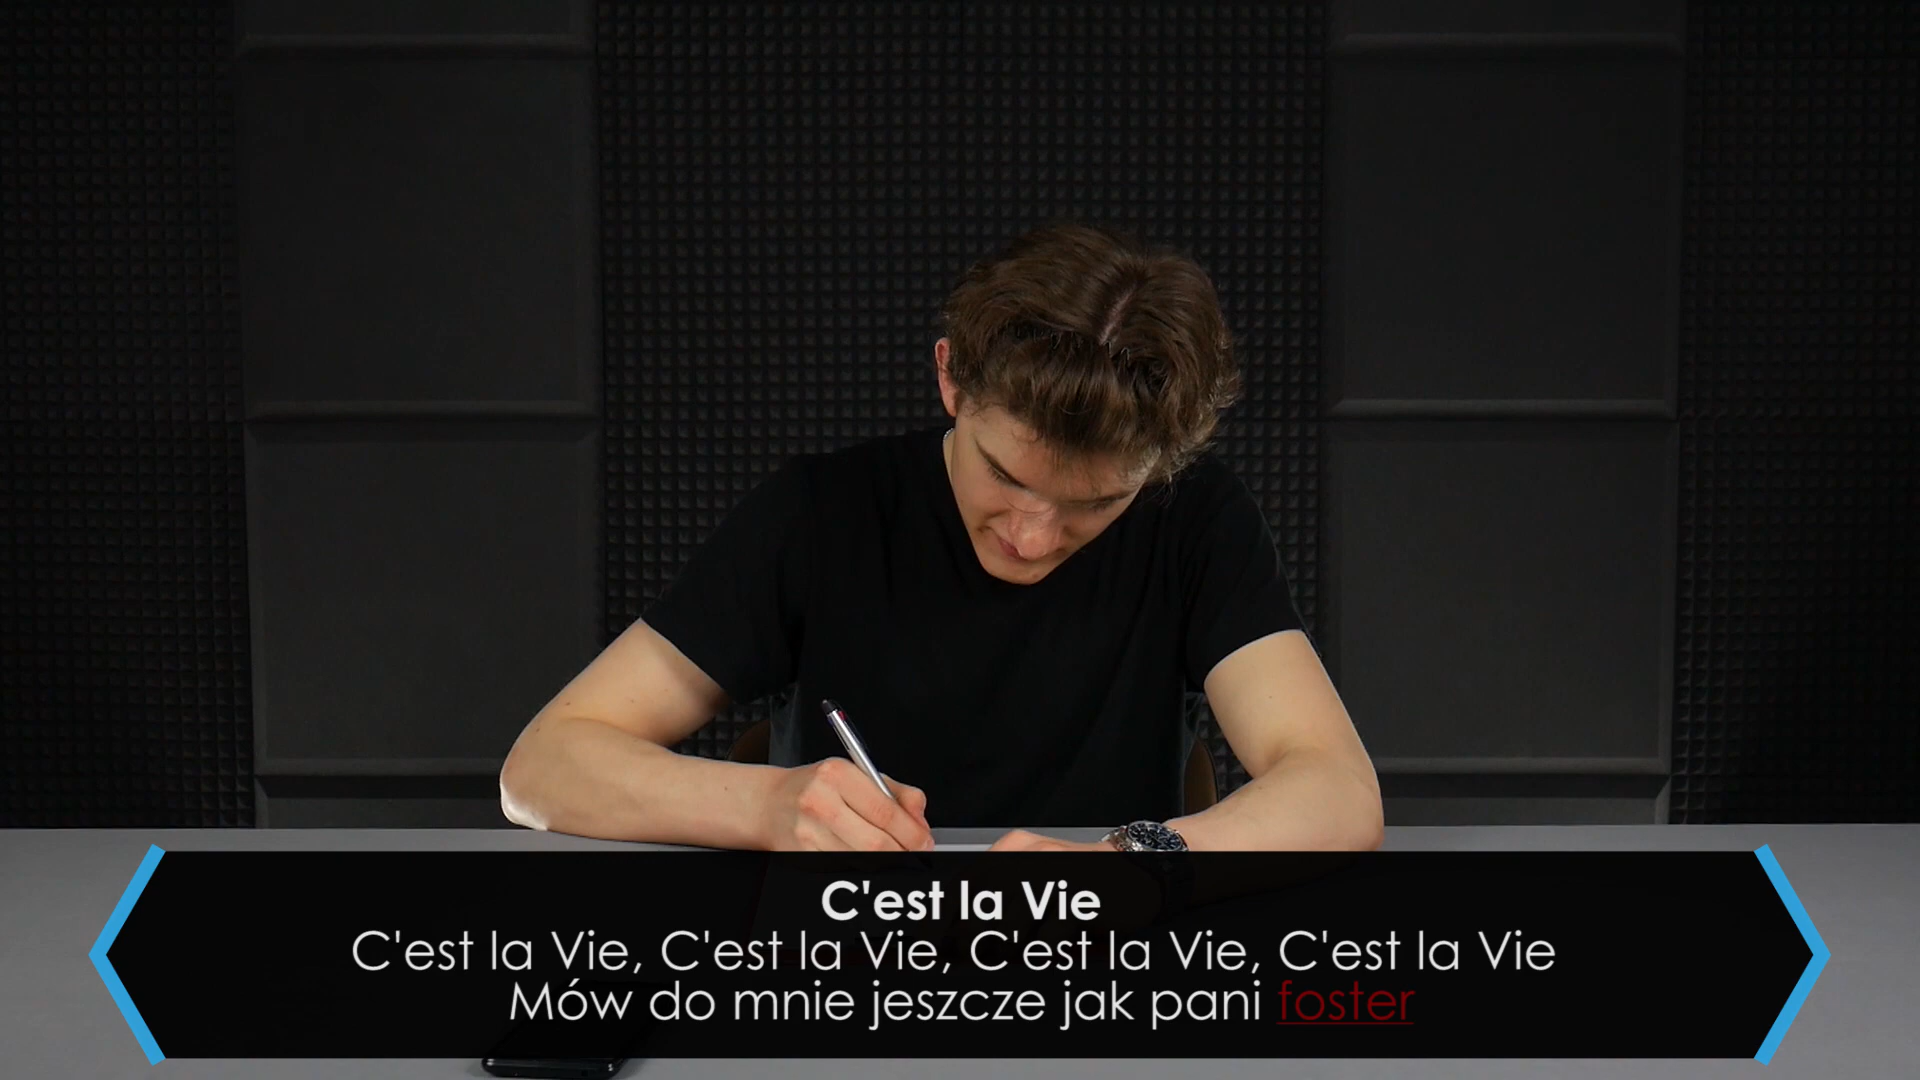 C'est la Vie
C'est la Vie, C'est la Vie, C'est la Vie, C'est la Vie
Mów do mnie jeszcze jak pani foster